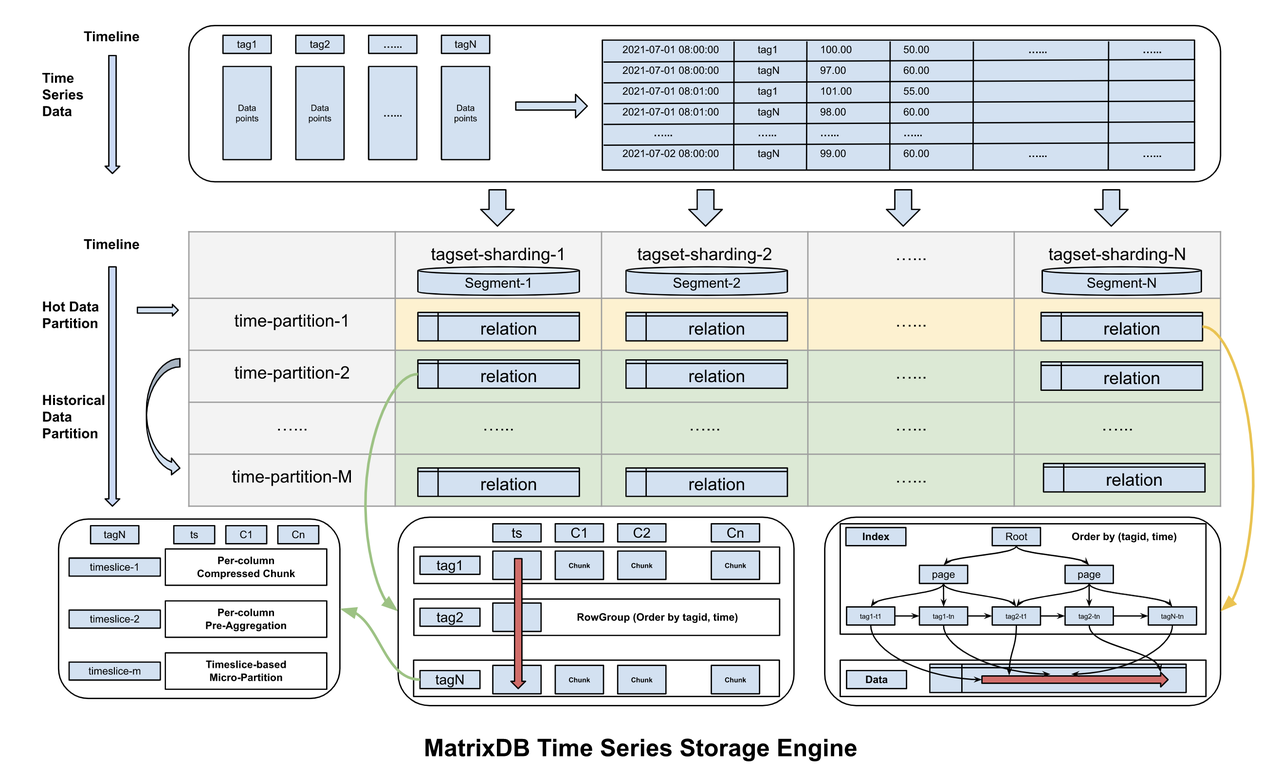 Timeline
Time
Series
Data
tag1 tag2 ...... tagN
Data
points
Data
points
......
Data
points
2021-07-01 08:00:00 tag1 100.00 50.00 ...... ......
2021-07-01 08:00:00 tagN 97.00 60.00
2021-07-01 08:01:00 tag1 101.00 55.00
2021-07-01 08:01:00 tagN 98.00 60.00
...... ...... ...... ......
2021-07-02 08:00:00 tagN 99.00 60.00 ...... ......
Timeline
Hot Data
Partition
Historical
Data
Partition
tagset-sharding-1 tagset-sharding-2 ...... tagset-sharding-N
Segment-1 Segment-2 Segment-N
time-partition-1 relation relation ...... relation
time-partition-2 relation relation ...... relation
...... ...... ...... ...... ......
time-partition-M relation relation ...... relation
tagN ts C1 Cn
timeslice-1
Per-column
Compressed Chunk
timeslice-2
Per-column
Pre-Aggregation
timeslice-m
Timeslice-based
Micro-Partition
ts C1 C2 Cn
tag1 Chunk Chunk Chunk
tag2 RowGroup (Order by tagid, time)
tagN Chunk Chunk Chunk
Index Root Order by (tagid, time)
page page
tag1-t1 tag1-tn tag2-t1 tag2-tn tagN-tn
Data
MatrixDB Time Series Storage Engine